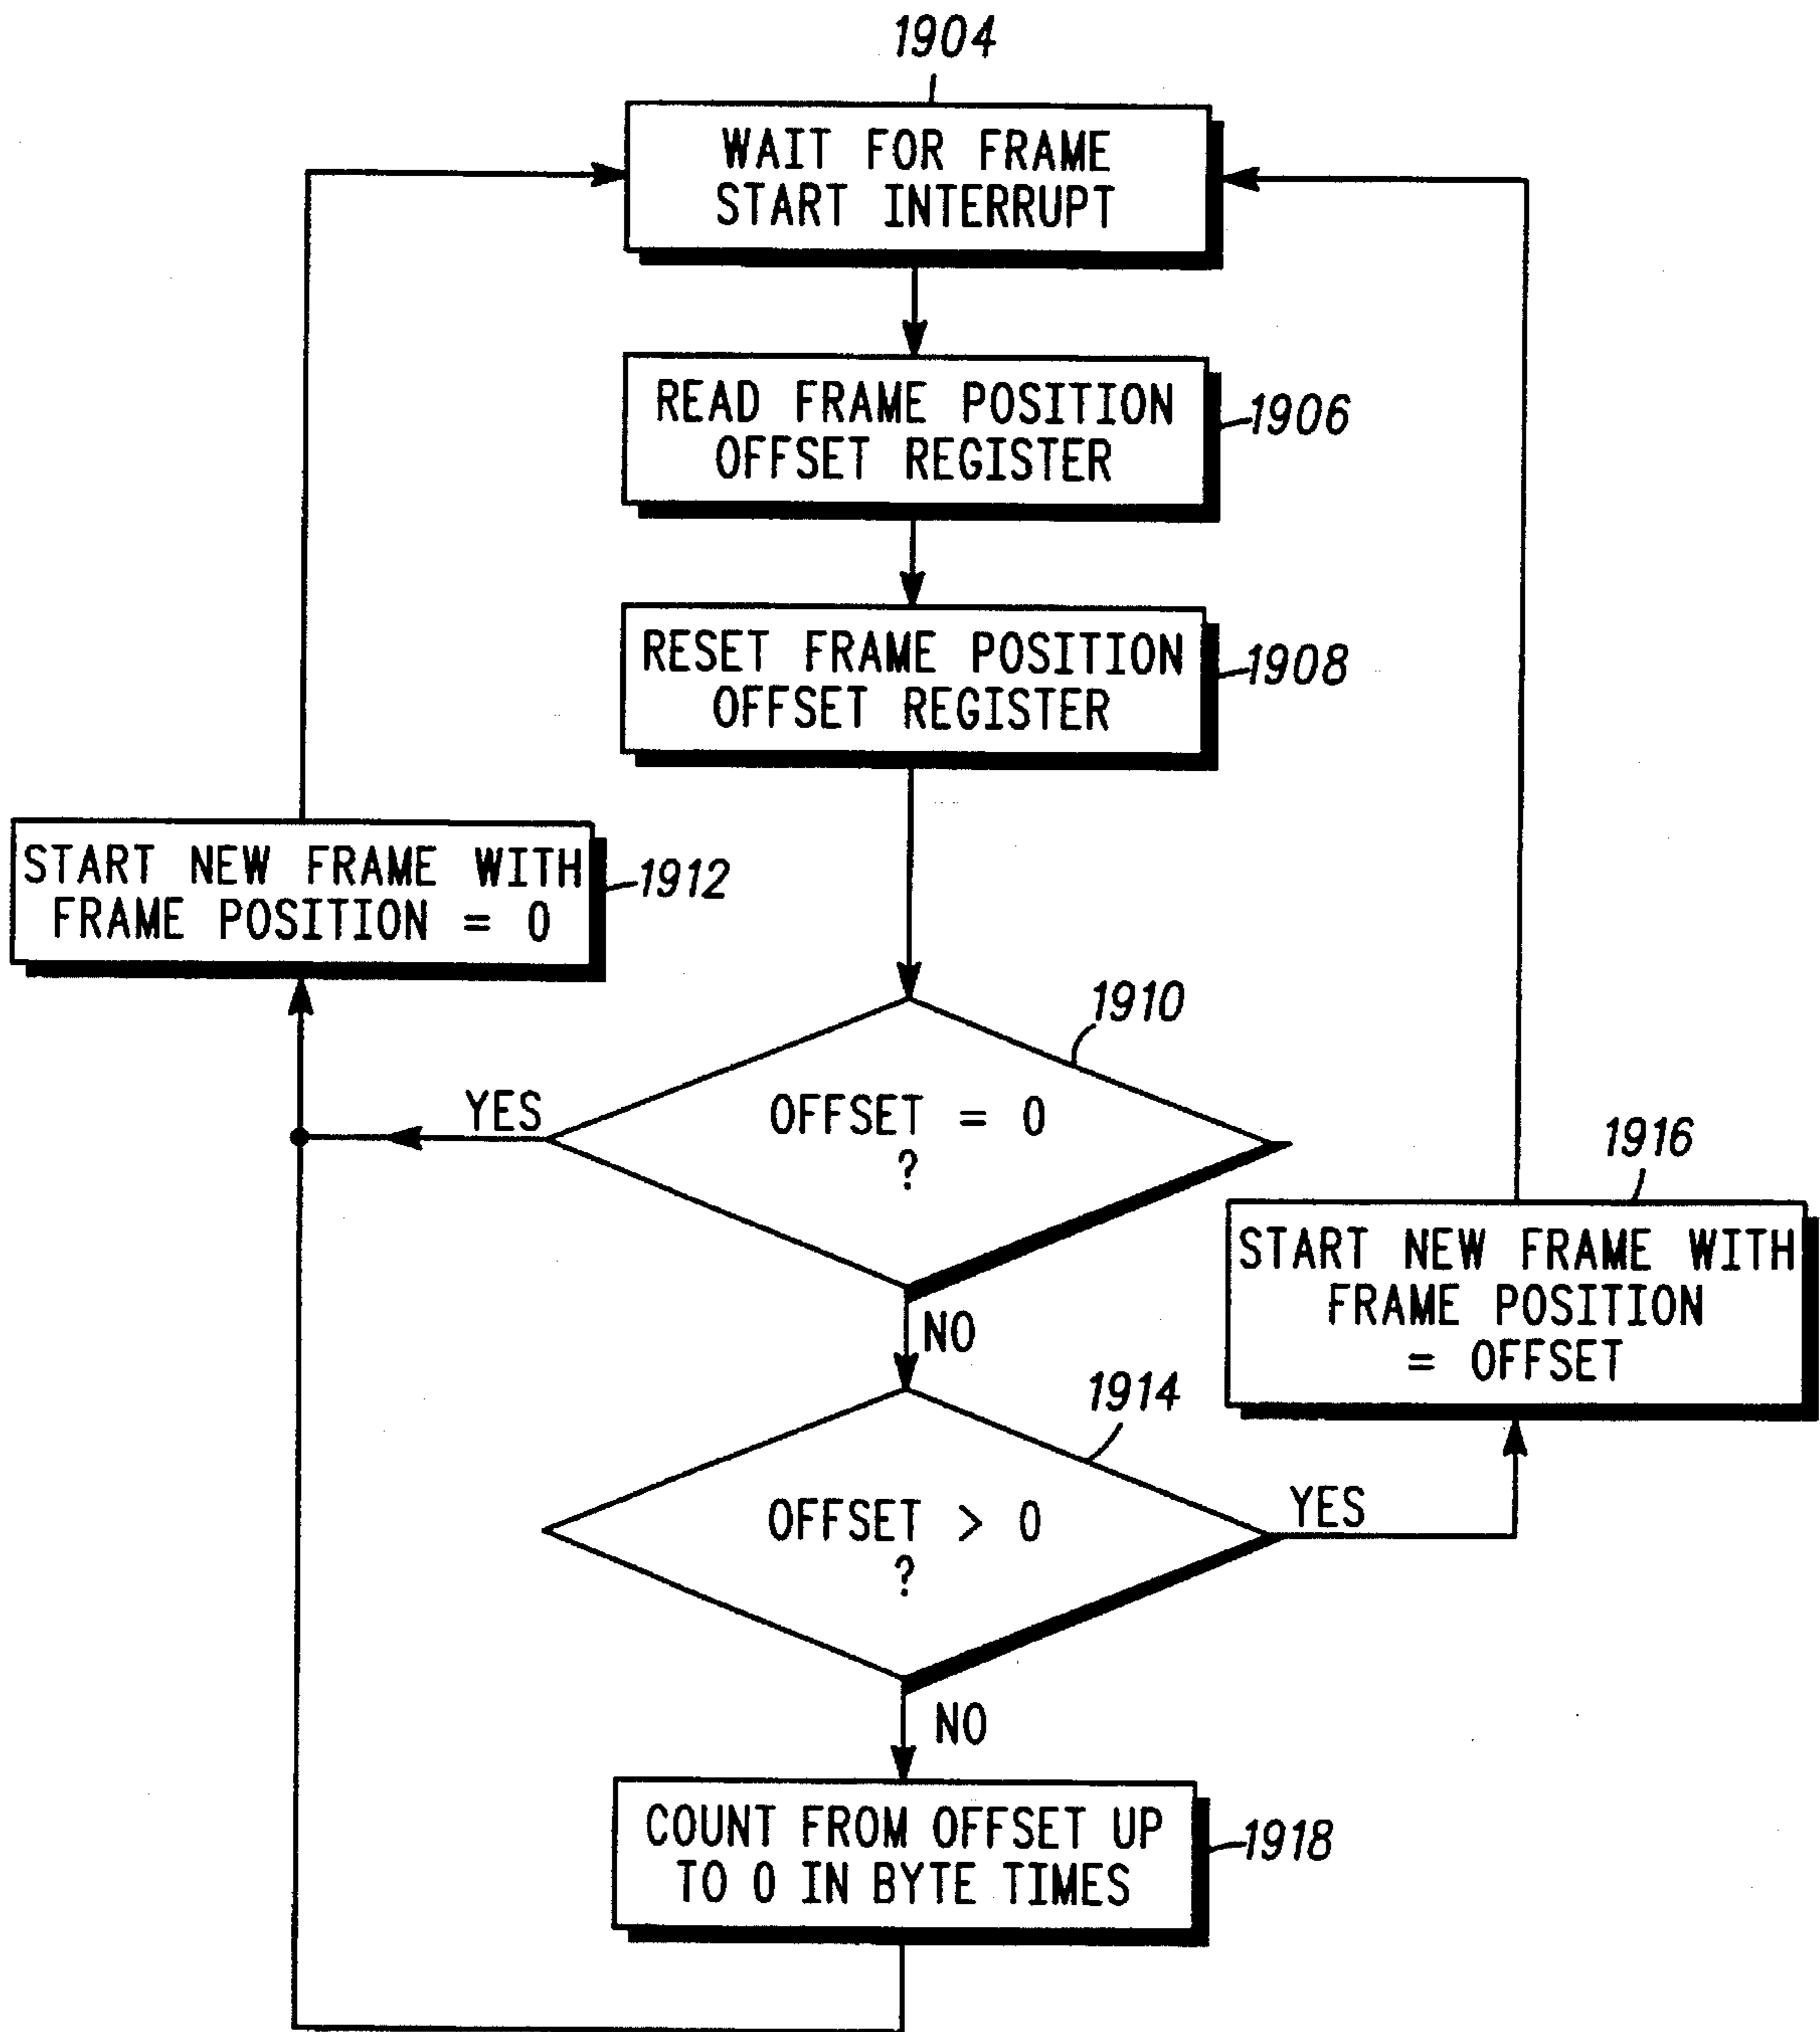 1904
WAIT FOR FRAME
START INTERRUPT
READ FRAME POSITION
OFFSET REGISTER
1906
RESET FRAME POSITION
OFFSET REGISTER
1908
START NEW FRAME WITH
FRAME POSITION = 0
1912
1910
OFFSET = 0
?
YES
NO
1916
START NEW FRAME WITH
FRAME POSITION
= OFFSET
1914
OFFSET > 0
?
YES
NO
COUNT FROM OFFSET UP
TO 0 IN BYTE TIMES
1918